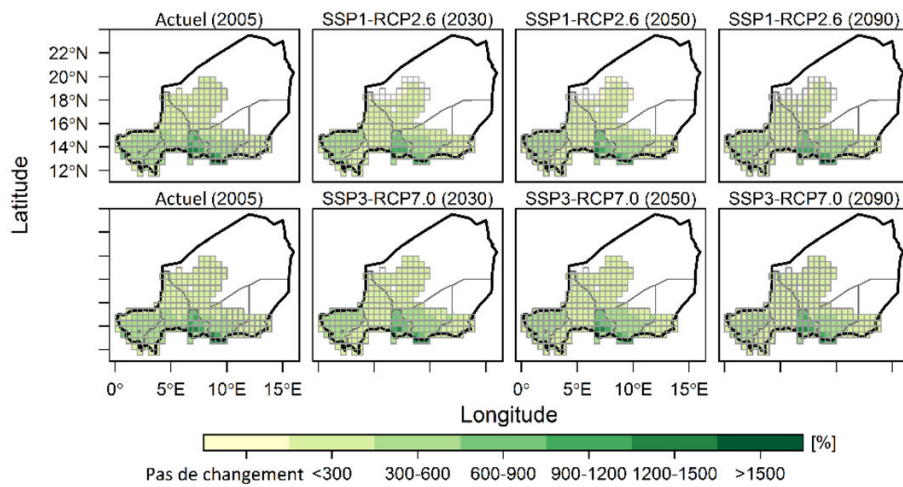 Actuel (2005) SSP1-RCP2.6 (2030) SSP1-RCP2.6 (2050) SSP1-RCP2.6 (2090)
22°N
20°N
18°N
16°N
14°N
12°N
Latitude
Actuel (2005) SSP3-RCP7.0 (2030) SSP3-RCP7.0 (2050) SSP3-RCP7.0 (2090)
0° 5°E 10°E 15°E 0° 5°E 10°E 15°E
Longitude
[%]
Pas de changement <300 300-600 600-900 900-1200 1200-1500 >1500